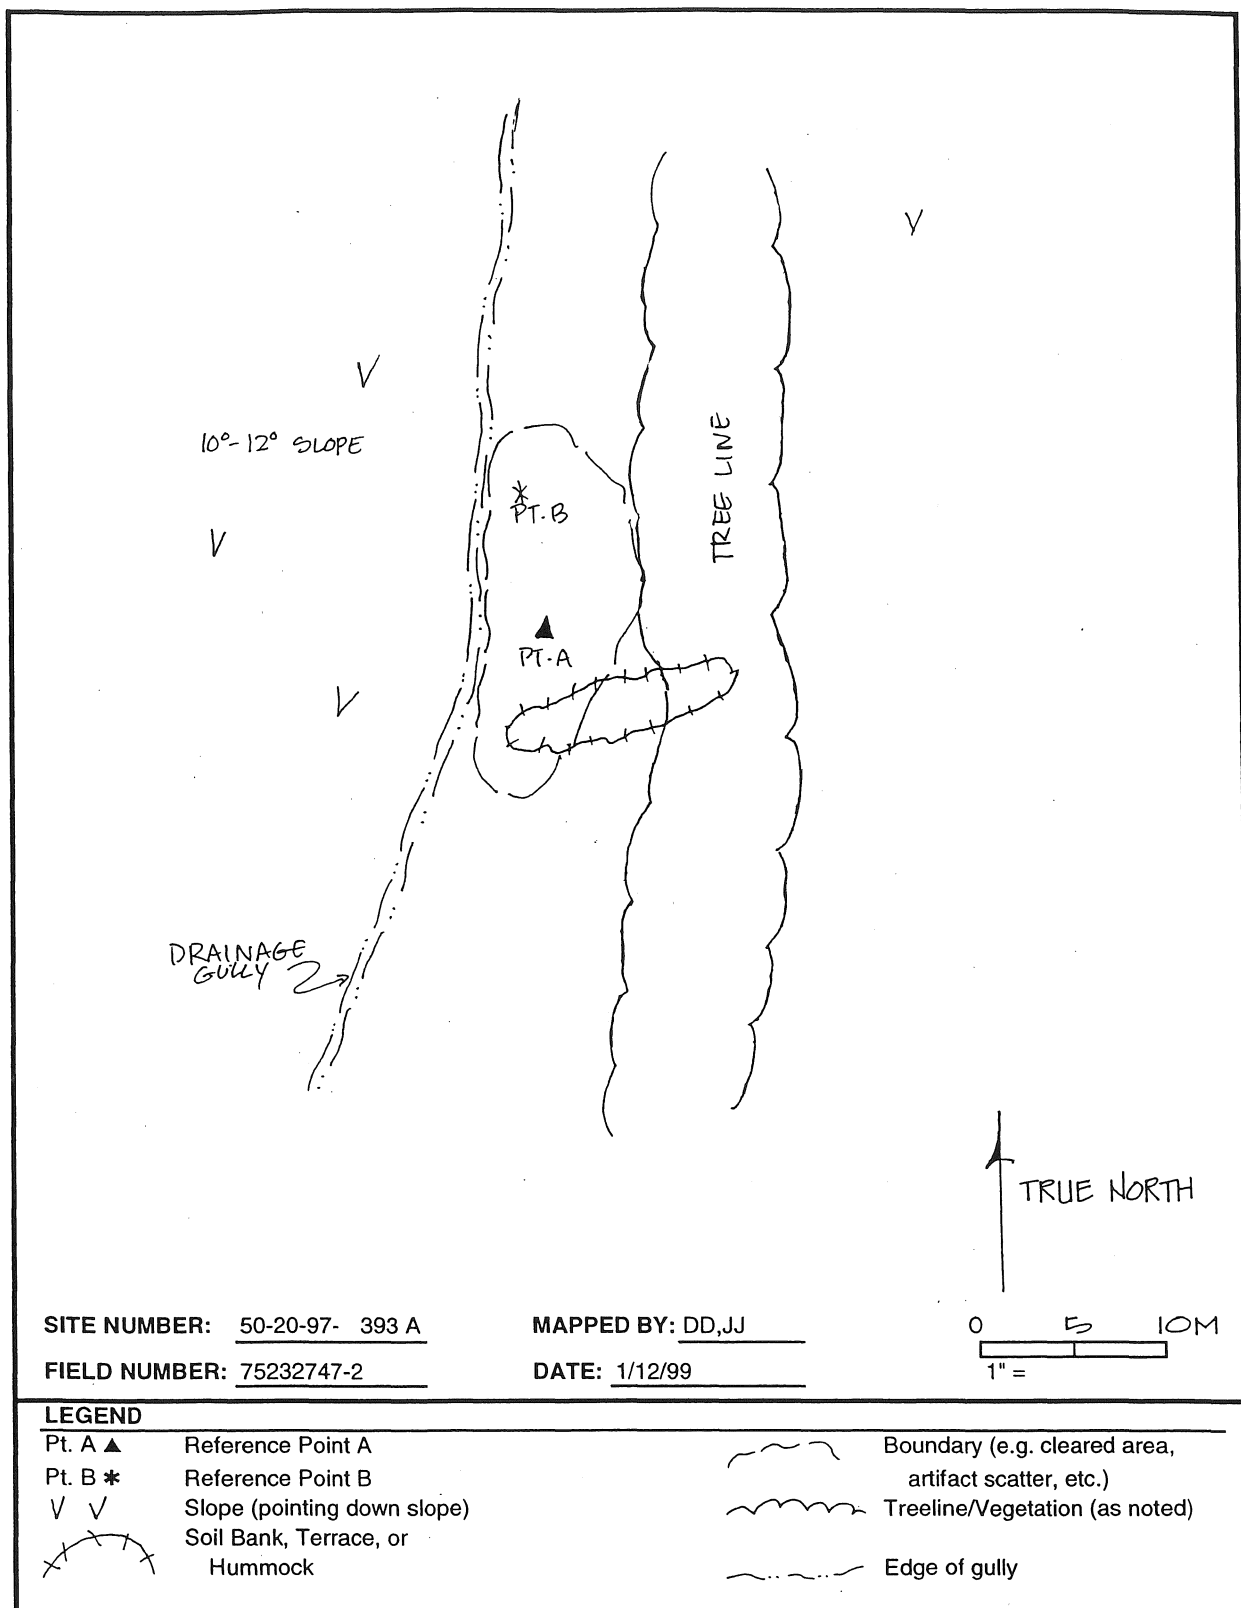 10°-12° SLOPE
PT. B
TREE LINE
PT. A
DRAINAGE
GULLY
TRUE NORTH
SITE NUMBER: 50-20-97- 393 A
MAPPED BY: DD,JJ
0 5 10M
FIELD NUMBER: 75232747-2
DATE: 1/12/99
1" =
LEGEND
Pt. A ▲ Reference Point A
Pt. B * Reference Point B
V V Slope (pointing down slope)
Soil Bank, Terrace, or
Hummock
Boundary (e.g. cleared area,
artifact scatter, etc.)
Treeline/Vegetation (as noted)
Edge of gully